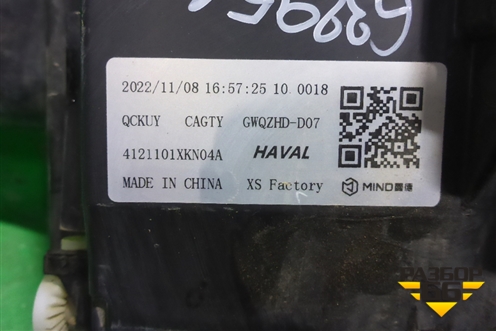 2022/11/08 16:57:25 10 0018
QCKUY CAGTY GWQZHD-D07
4121101XKN04A HAVAL
MADE IN CHINA XS Factory MIND
РАЗБОР